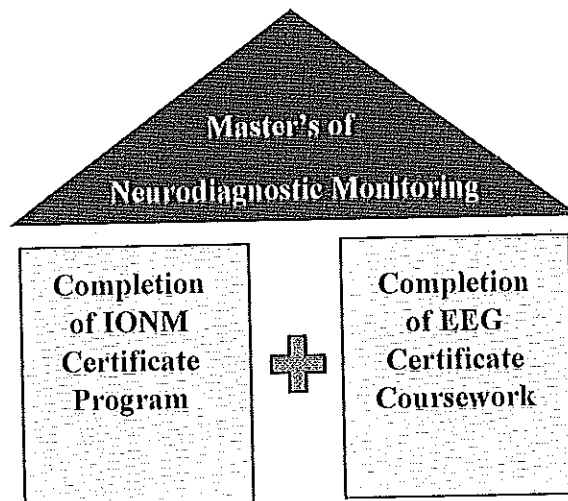 Master's of
Neurodiagnostic Monitoring
Completion
of IONM
Certificate
Program
Completion
of EEG
Certificate
Coursework